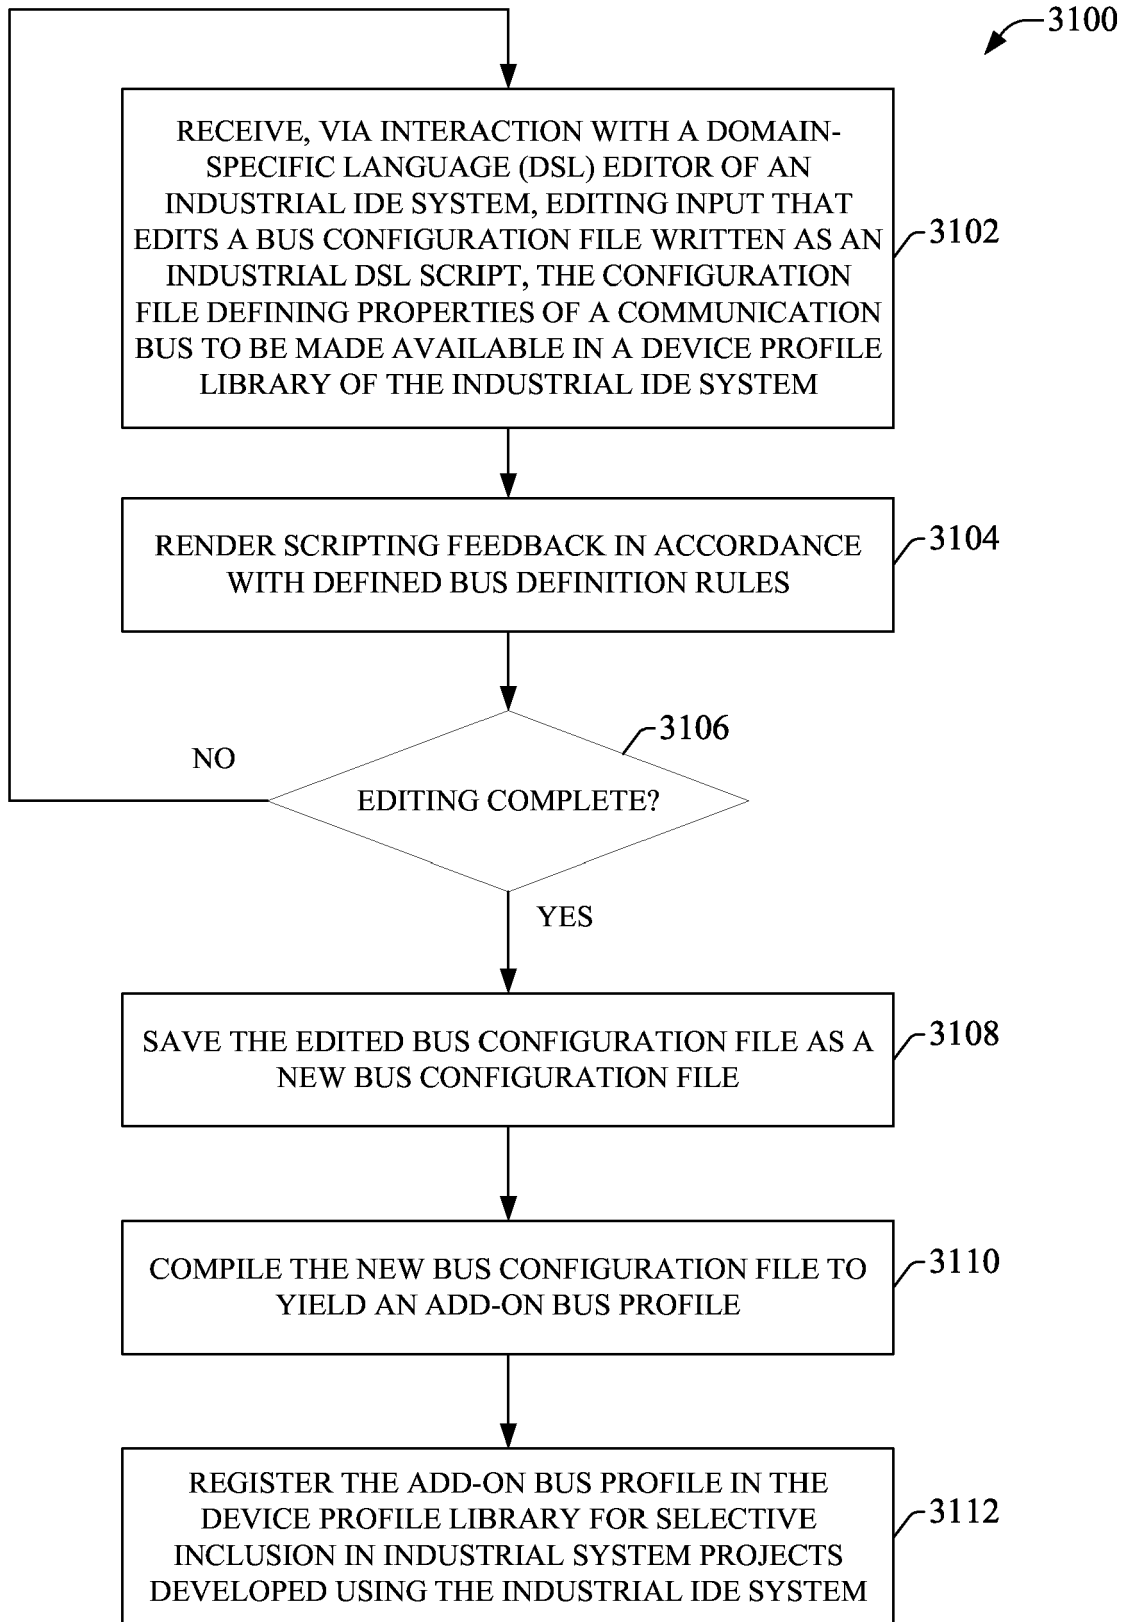 3100
RECEIVE, VIA INTERACTION WITH A DOMAIN-
SPECIFIC LANGUAGE (DSL) EDITOR OF AN
INDUSTRIAL IDE SYSTEM, EDITING INPUT THAT
EDITS A BUS CONFIGURATION FILE WRITTEN AS AN
INDUSTRIAL DSL SCRIPT, THE CONFIGURATION
FILE DEFINING PROPERTIES OF A COMMUNICATION
BUS TO BE MADE AVAILABLE IN A DEVICE PROFILE
LIBRARY OF THE INDUSTRIAL IDE SYSTEM
3102
RENDER SCRIPTING FEEDBACK IN ACCORDANCE
WITH DEFINED BUS DEFINITION RULES
3104
3106
NO
EDITING COMPLETE?
YES
SAVE THE EDITED BUS CONFIGURATION FILE AS A
NEW BUS CONFIGURATION FILE
3108
COMPILE THE NEW BUS CONFIGURATION FILE TO
YIELD AN ADD-ON BUS PROFILE
3110
REGISTER THE ADD-ON BUS PROFILE IN THE
DEVICE PROFILE LIBRARY FOR SELECTIVE
INCLUSION IN INDUSTRIAL SYSTEM PROJECTS
DEVELOPED USING THE INDUSTRIAL IDE SYSTEM
3112